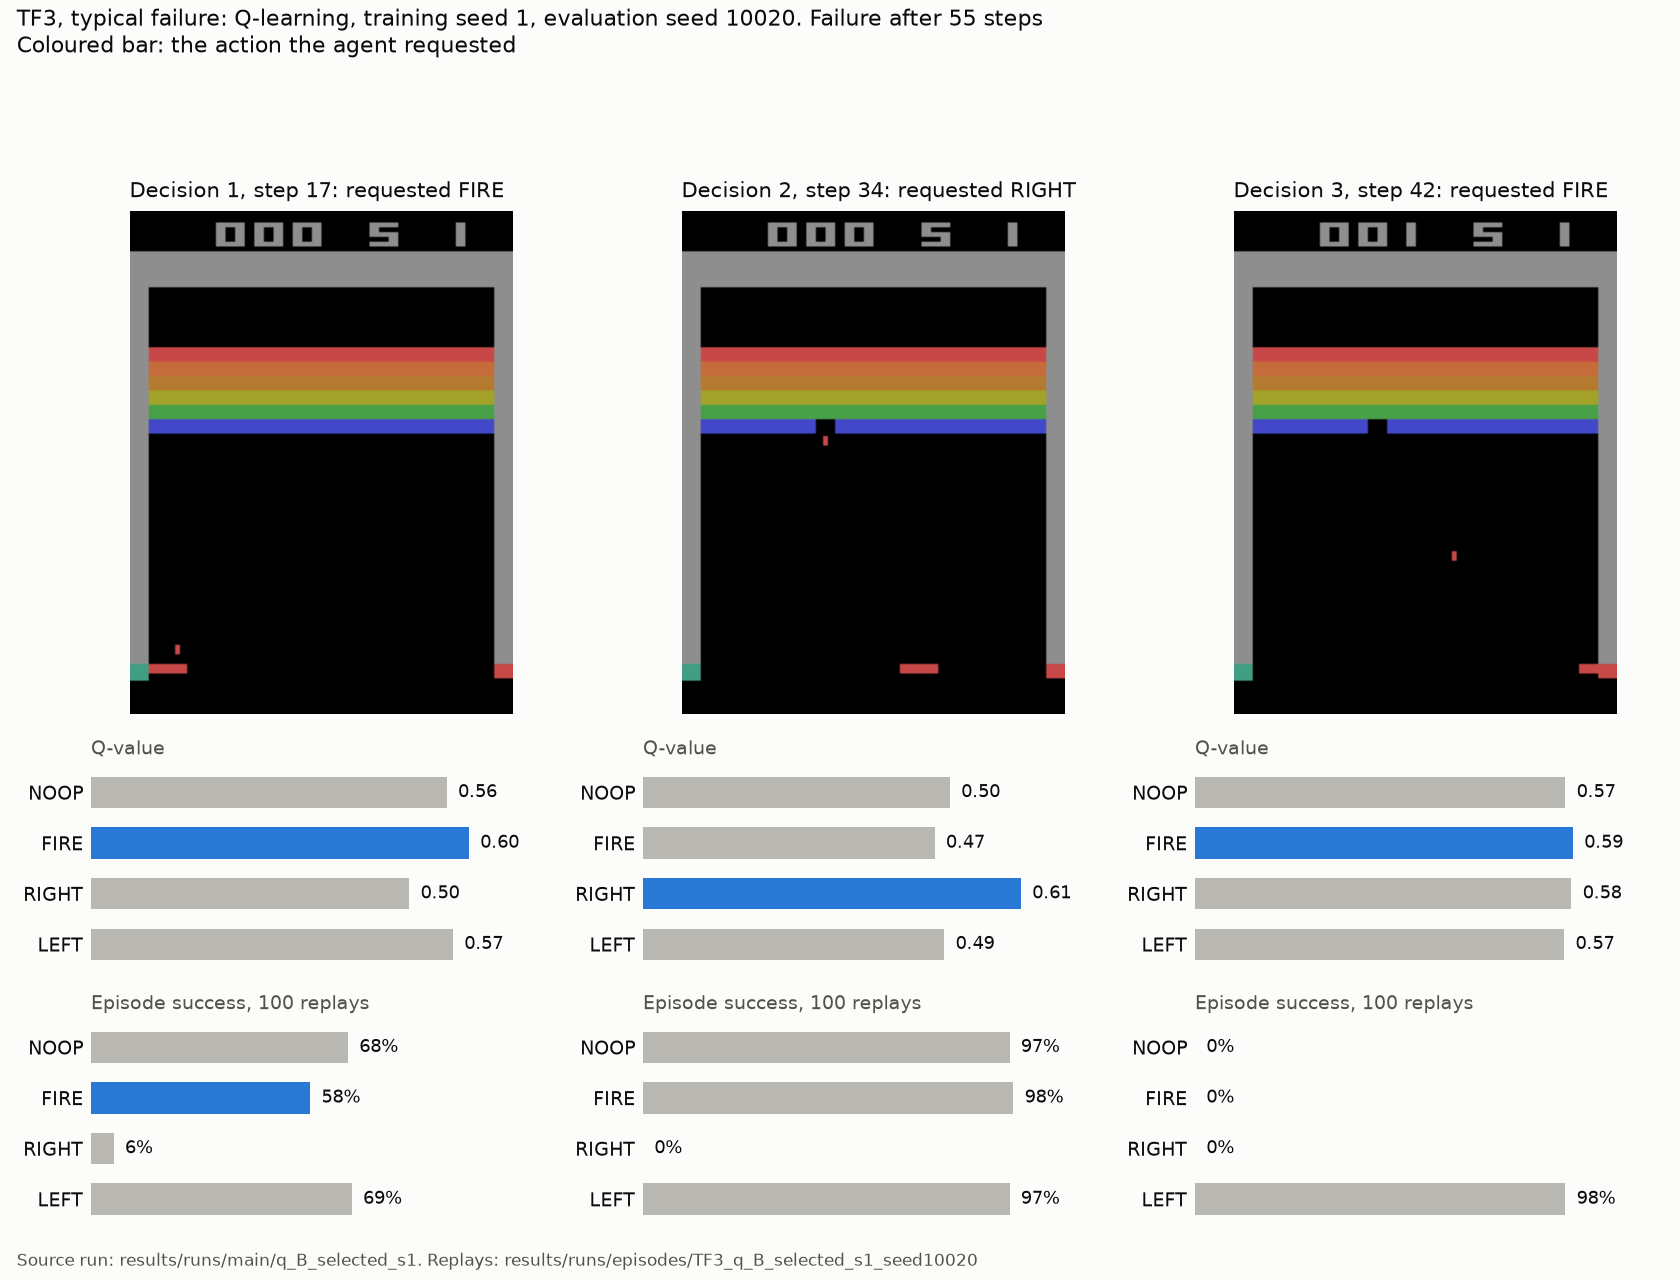 TF3, typical failure: Q-learning, training seed 1, evaluation seed 10020. Failure after 55 steps
Coloured bar: the action the agent requested
Decision 1, step 17: requested FIRE
000 5 1
Q-value
NOOP 0.56
FIRE 0.60
RIGHT 0.50
LEFT 0.57
Episode success, 100 replays
NOOP 68%
FIRE 58%
RIGHT 6%
LEFT 69%
Decision 2, step 34: requested RIGHT
000 5 1
Q-value
NOOP 0.50
FIRE 0.47
RIGHT 0.61
LEFT 0.49
Episode success, 100 replays
NOOP 97%
FIRE 98%
RIGHT 0%
LEFT 97%
Decision 3, step 42: requested FIRE
001 5 1
Q-value
NOOP 0.57
FIRE 0.59
RIGHT 0.58
LEFT 0.57
Episode success, 100 replays
NOOP 0%
FIRE 0%
RIGHT 0%
LEFT 98%
Source run: results/runs/main/q_B_selected_s1. Replays: results/runs/episodes/TF3_q_B_selected_s1_seed10020